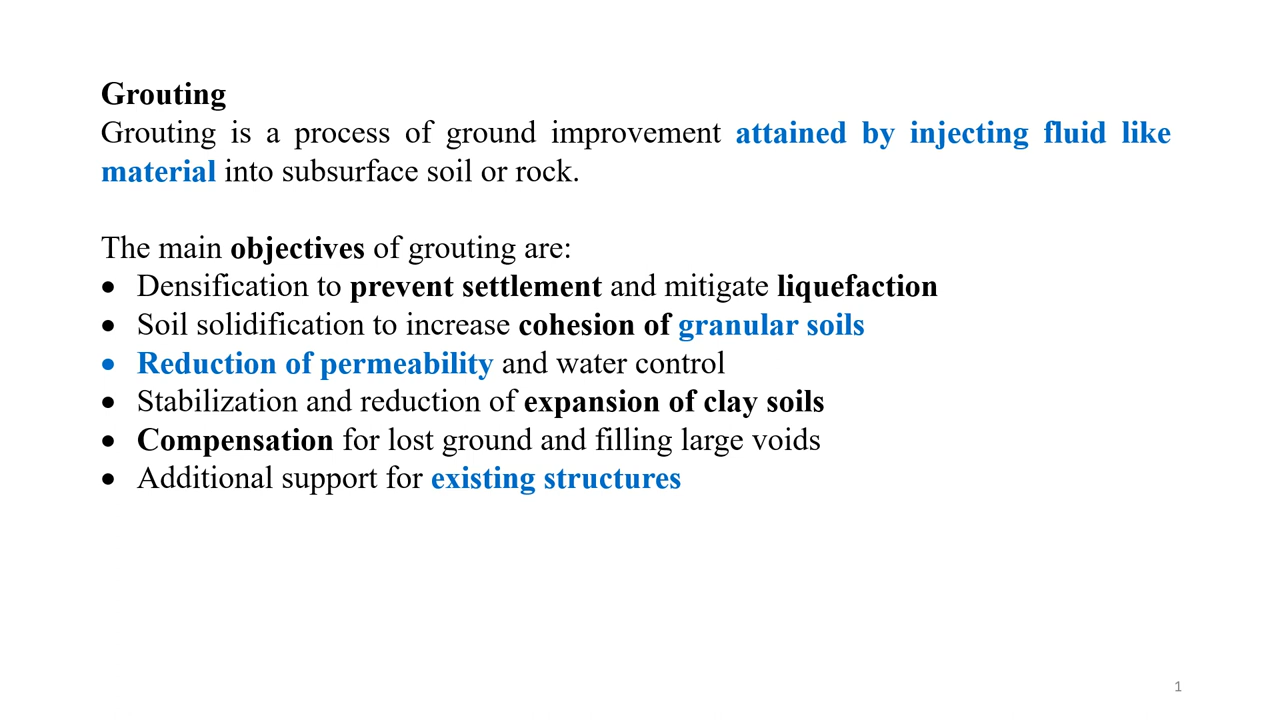 Grouting
Grouting is a process of ground improvement attained by injecting fluid like
material into subsurface soil or rock.
The main objectives of grouting are:
• Densification to prevent settlement and mitigate liquefaction
• Soil solidification to increase cohesion of granular soils
• Reduction of permeability and water control
• Stabilization and reduction of expansion of clay soils
• Compensation for lost ground and filling large voids
• Additional support for existing structures
1